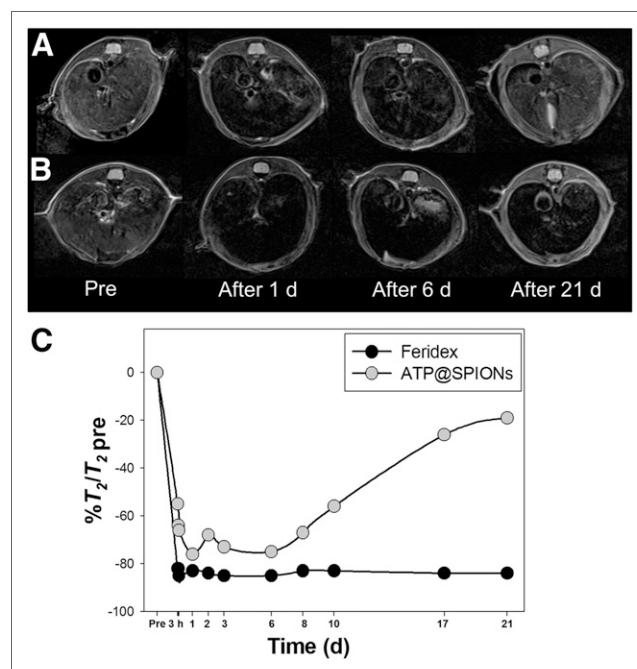 A
B
Pre After 1 d After 6 d After 21 d
C
Feridex
ATP@SPIONs
0
-20
-40
-60
-80
-100
%T₂/T₂ pre
Pre 3 h 1 2 3 6 8 10 17 21
Time (d)